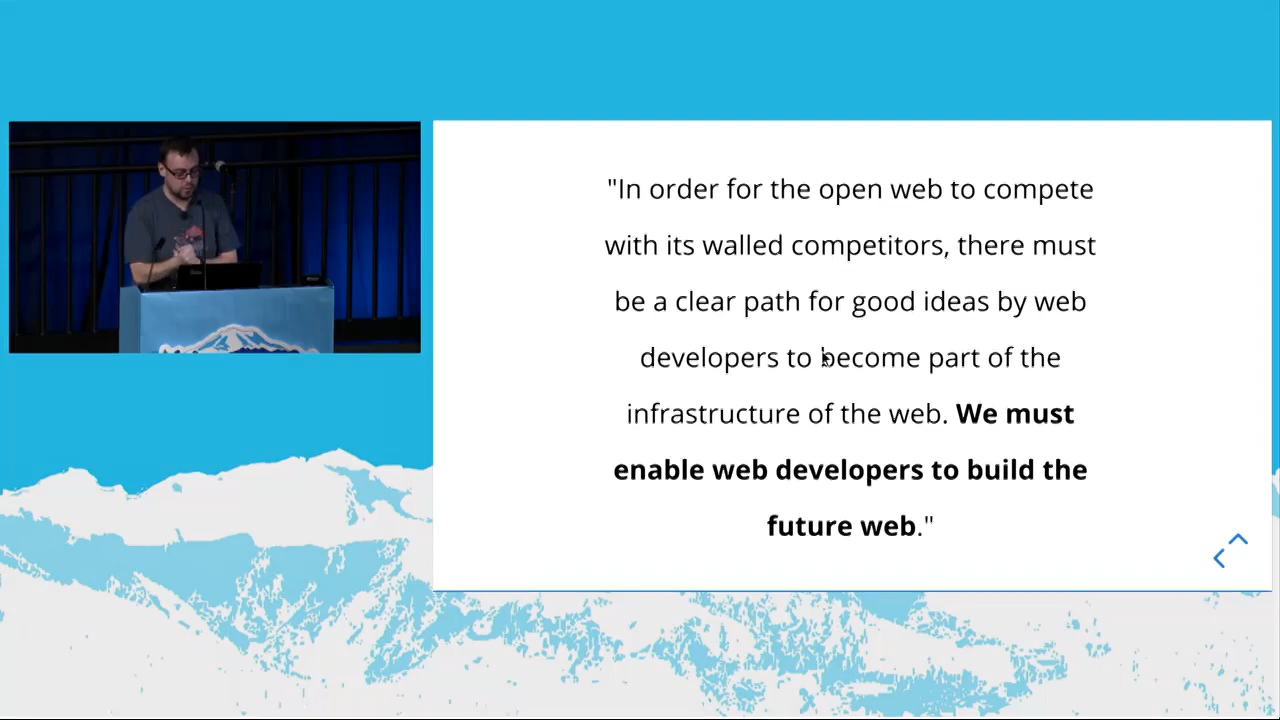 "In order for the open web to compete
with its walled competitors, there must
be a clear path for good ideas by web
developers to become part of the
infrastructure of the web. We must
enable web developers to build the
future web."